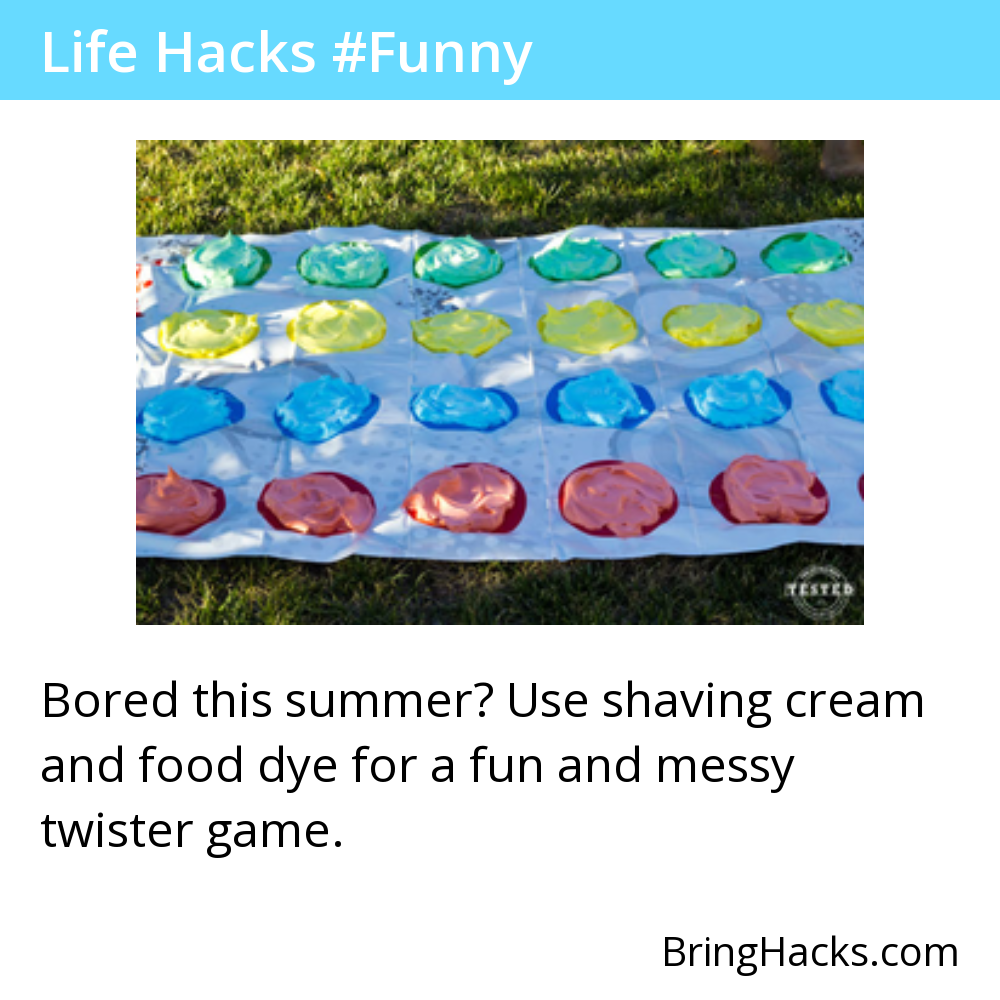 Life Hacks #Funny
TESTED
Bored this summer? Use shaving cream
and food dye for a fun and messy
twister game.
BringHacks.com